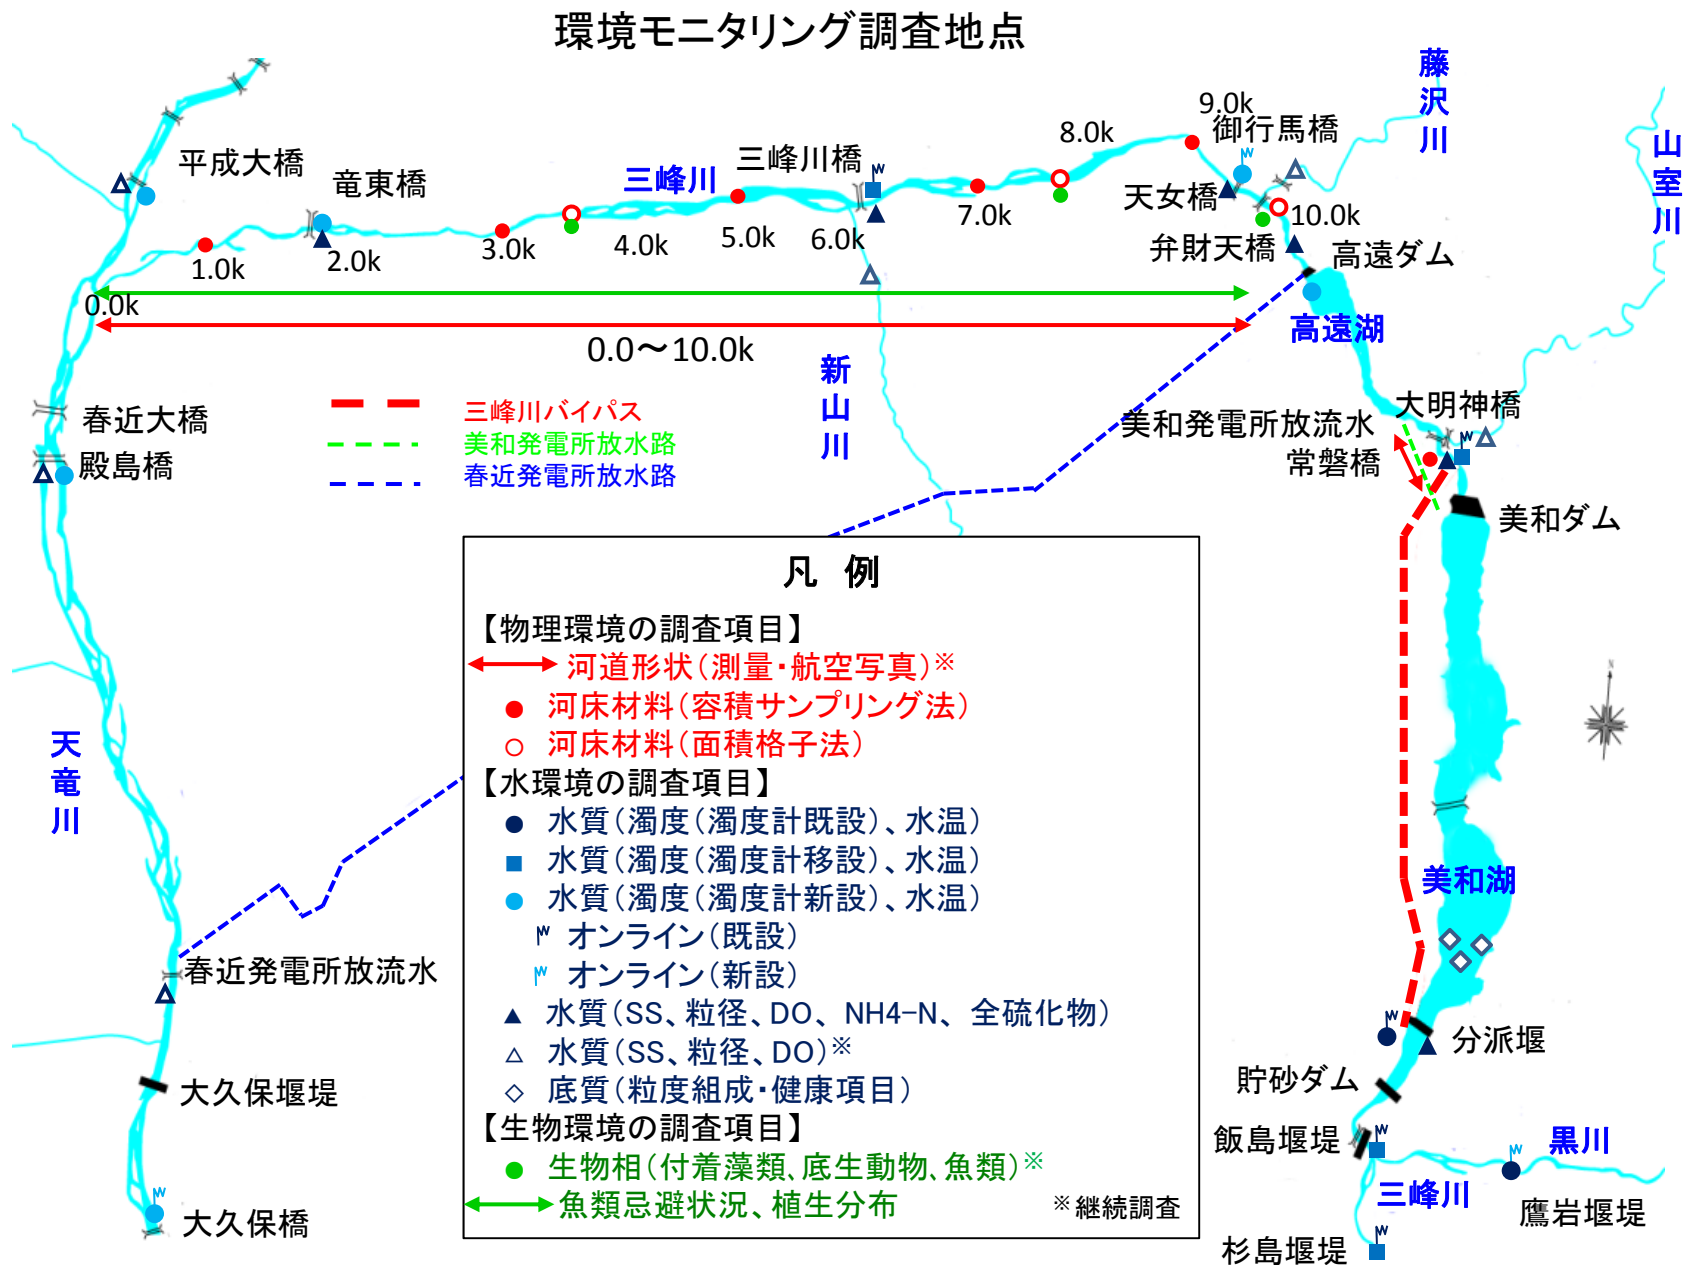 環境モニタリング調査地点
藤沢川
山室川
9.0k
御行馬橋
8.0k
平成大橋
竜東橋
三峰川
三峰川橋
天女橋
7.0k
10.0k
弁財天橋
高遠ダム
1.0k
2.0k
3.0k
4.0k
5.0k
6.0k
0.0k
高遠湖
0.0～10.0k
新山川
春近大橋
殿島橋
三峰川バイパス
美和発電所放水路
春近発電所放水路
大明神橋
美和発電所放流水
常磐橋
美和ダム
天竜川
美和湖
春近発電所放流水
大久保堰堤
大久保橋
分派堰
貯砂ダム
飯島堰堤
黒川
三峰川
鷹岩堰堤
杉島堰堤
N
凡 例
【物理環境の調査項目】
河道形状(測量・航空写真)※
河床材料(容積サンプリング法)
河床材料(面積格子法)
【水環境の調査項目】
水質(濁度(濁度計既設)、水温)
水質(濁度(濁度計移設)、水温)
水質(濁度(濁度計新設)、水温)
オンライン(既設)
オンライン(新設)
水質(SS、粒径、DO、NH4-N、全硫化物)
水質(SS、粒径、DO)※
底質(粒度組成・健康項目)
【生物環境の調査項目】
生物相(付着藻類、底生動物、魚類)※
魚類忌避状況、植生分布
※継続調査